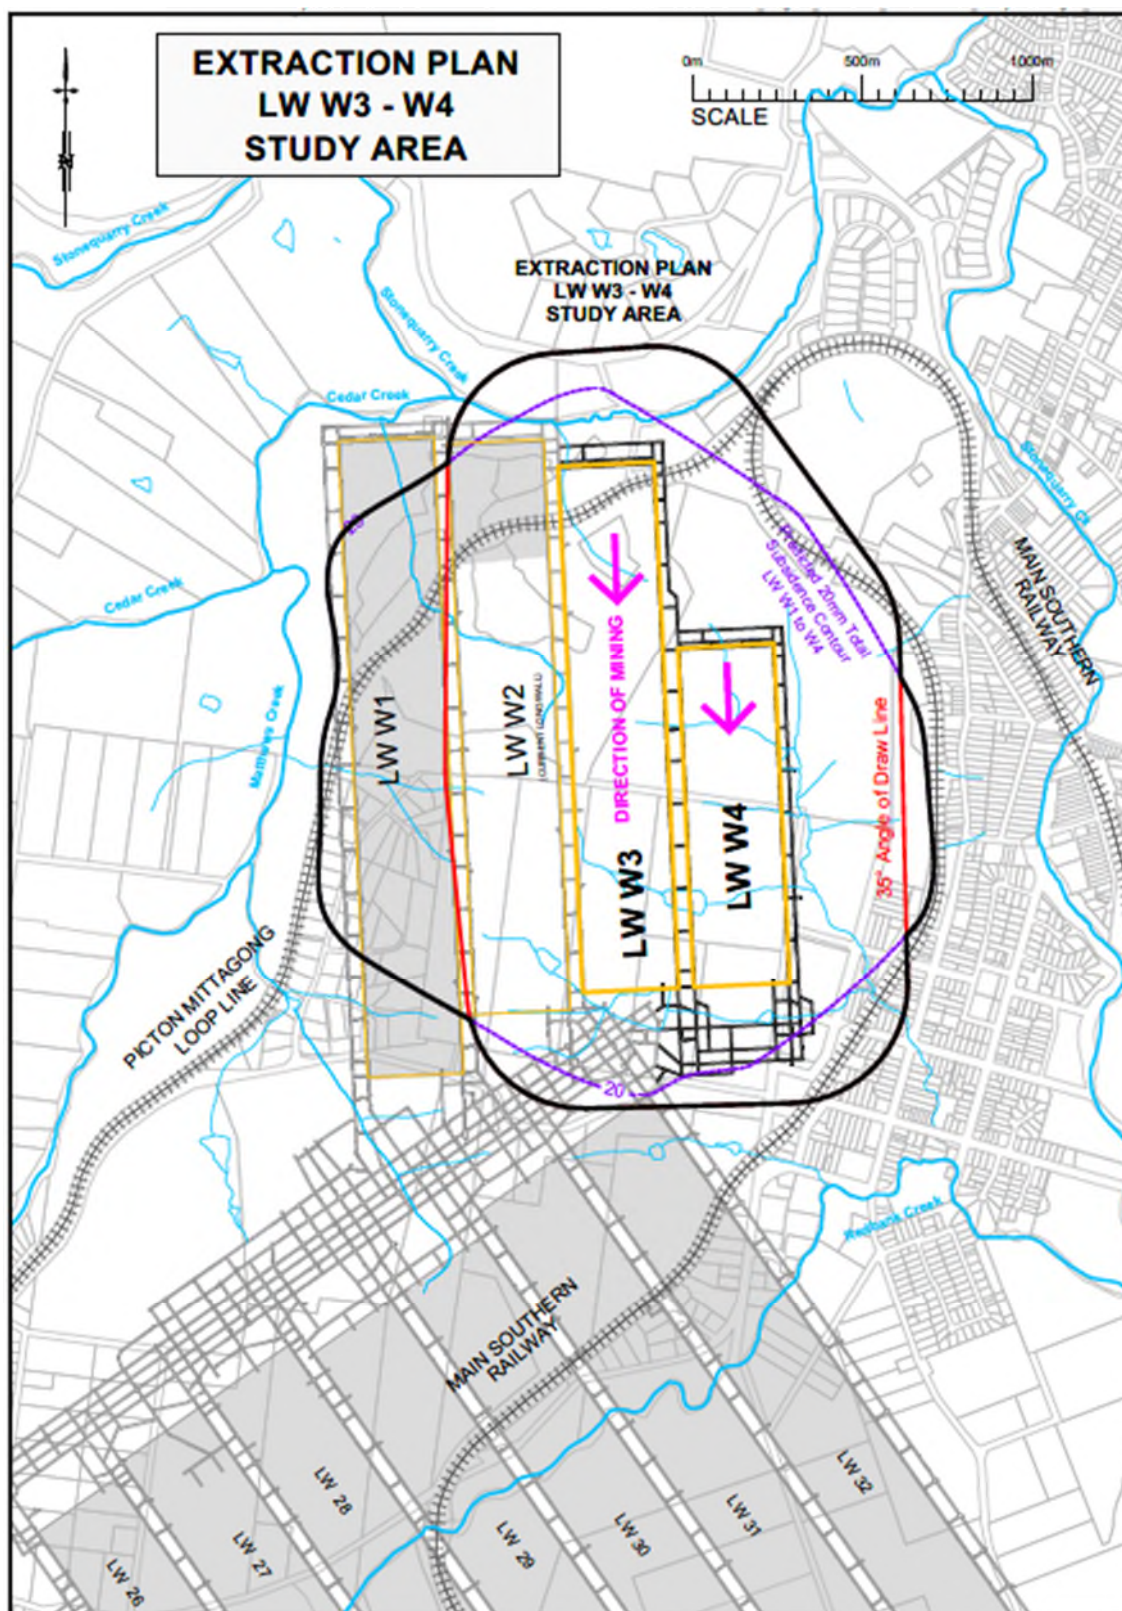 EXTRACTION PLAN
LW W3 - W4
STUDY AREA
0m
500m
1000m
SCALE
N
Stonequarry Creek
EXTRACTION PLAN
LW W3 - W4
STUDY AREA
Stonequarry Creek
Cedar Creek
Stonequarry Ck
20
Predicted 20mm Total
Subsidence Contour
LW W1 to W4
MAIN SOUTHERN
RAILWAY
Cedar Creek
DIRECTION OF MINING
Matthews Creek
LW W1
LW W2
(CURRENT LONGWALL)
LW W3
LW W4
35° Angle of Draw Line
PICTON MITTAGONG
LOOP LINE
20
Redbank Creek
MAIN SOUTHERN
RAILWAY
LW 26
LW 27
LW 28
LW 29
LW 30
LW 31
LW 32